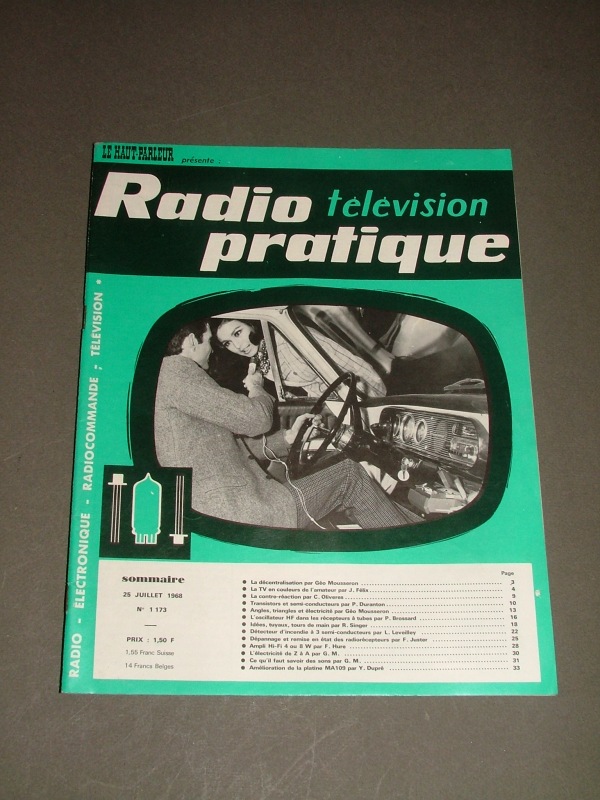 LE HAUT-PARLEUR présente :
Radio télévision
pratique
RADIO - ÉLECTRONIQUE - RADIOCOMMANDE - TÉLÉVISION
sommaire
25 JUILLET 1968
N° 1 173
PRIX : 1,50 F
1,55 Franc Suisse
14 Francs Belges
Page
● La décentralisation par Géo Mousseron 3
● La TV en couleurs de l'amateur par J. Félix 4
● La contre-réaction par C. Oliveres 9
● Transistors et semi-conducteurs par P. Duranton 10
● Angles, triangles et électricité par Géo Mousseron 13
● L'oscillateur HF dans les récepteurs à tubes par P. Brossard 16
● Idées, tuyaux, tours de main par R. Singer 18
● Détecteur d'incendie à 3 semi-conducteurs par L. Leveilley 22
● Dépannage et remise en état des radiorécepteurs par F. Juster 25
● Ampli Hi-Fi 4 ou 8 W par F. Hure 28
● L'électricité de Z à A par G. M. 30
● Ce qu'il faut savoir des sons par G. M. 31
● Amélioration de la platine MA109 par Y. Dupré 33